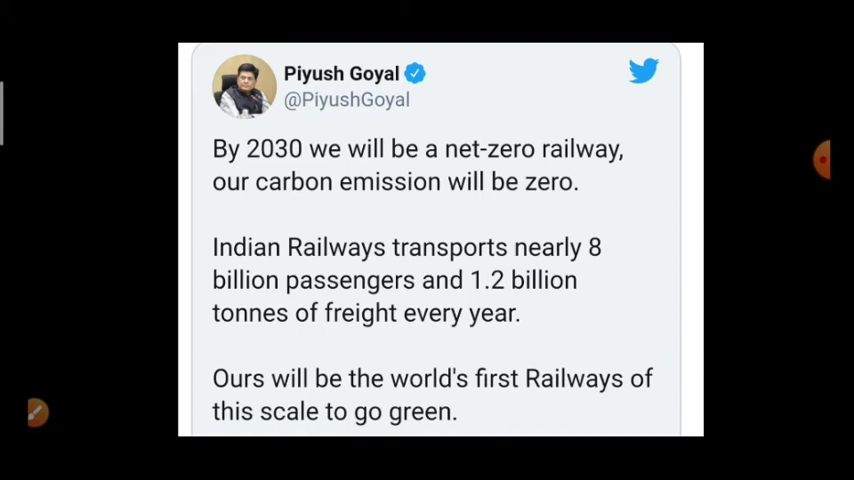 Piyush Goyal
@PiyushGoyal
By 2030 we will be a net-zero railway,
our carbon emission will be zero.
Indian Railways transports nearly 8
billion passengers and 1.2 billion
tonnes of freight every year.
Ours will be the world's first Railways of
this scale to go green.